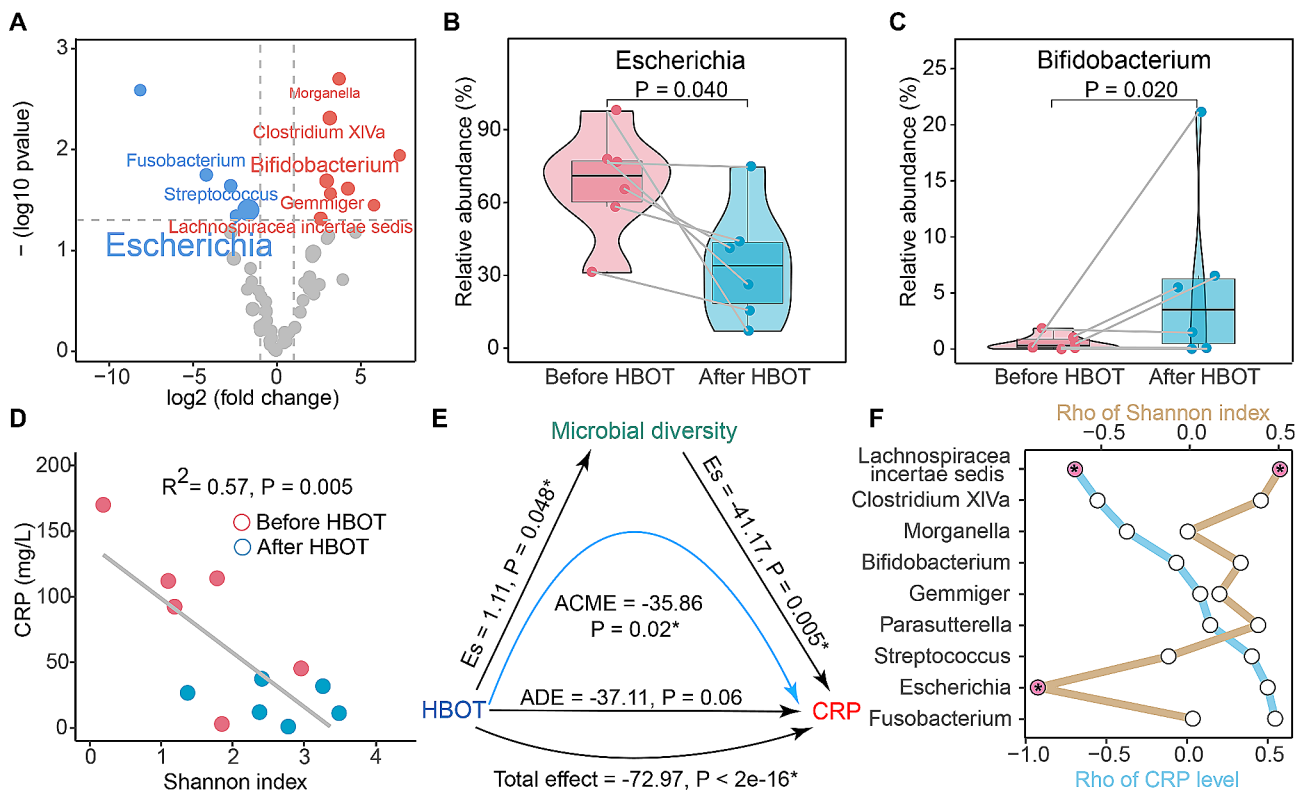 A
− (log10 pvalue)
3
2
1
0
Morganella
Clostridium XIVa
Fusobacterium
Bifidobacterium
Streptococcus
Gemmiger
Lachnospiracea incertae sedis
Escherichia
−10
−5
0
5
log2 (fold change)
B
Escherichia
P = 0.040
Relative abundance (%)
90
60
30
0
Before HBOT
After HBOT
C
Bifidobacterium
P = 0.020
Relative abundance (%)
25
20
15
10
5
0
Before HBOT
After HBOT
D
CRP (mg/L)
200
150
100
50
0
R2= 0.57, P = 0.005
Before HBOT
After HBOT
0
1
2
3
4
Shannon index
E
Microbial diversity
Es = 1.11, P = 0.048*
Es = -41.17, P = 0.005*
ACME = -35.86
P = 0.02*
ADE = -37.11, P = 0.06
HBOT
CRP
Total effect = -72.97, P < 2e-16*
F
Rho of Shannon index
−0.5
0.0
0.5
Lachnospiracea
incertae sedis
Clostridium XIVa
Morganella
Bifidobacterium
Gemmiger
Parasutterella
Streptococcus
Escherichia
Fusobacterium
*
*
*
−1.0
−0.5
0.0
0.5
Rho of CRP level